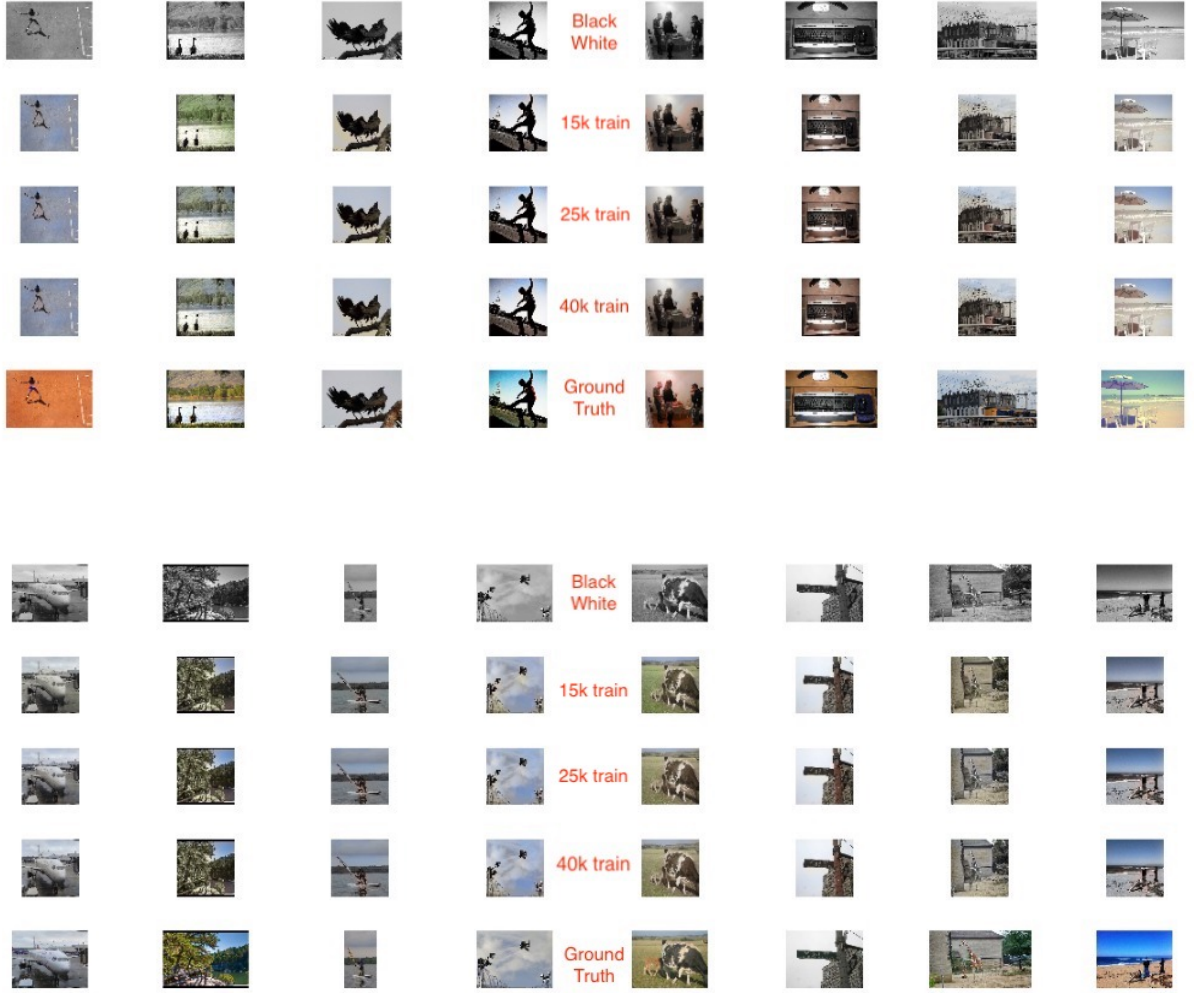 Black
White
15k train
25k train
40k train
Ground
Truth
Black
White
15k train
25k train
40k train
Ground
Truth